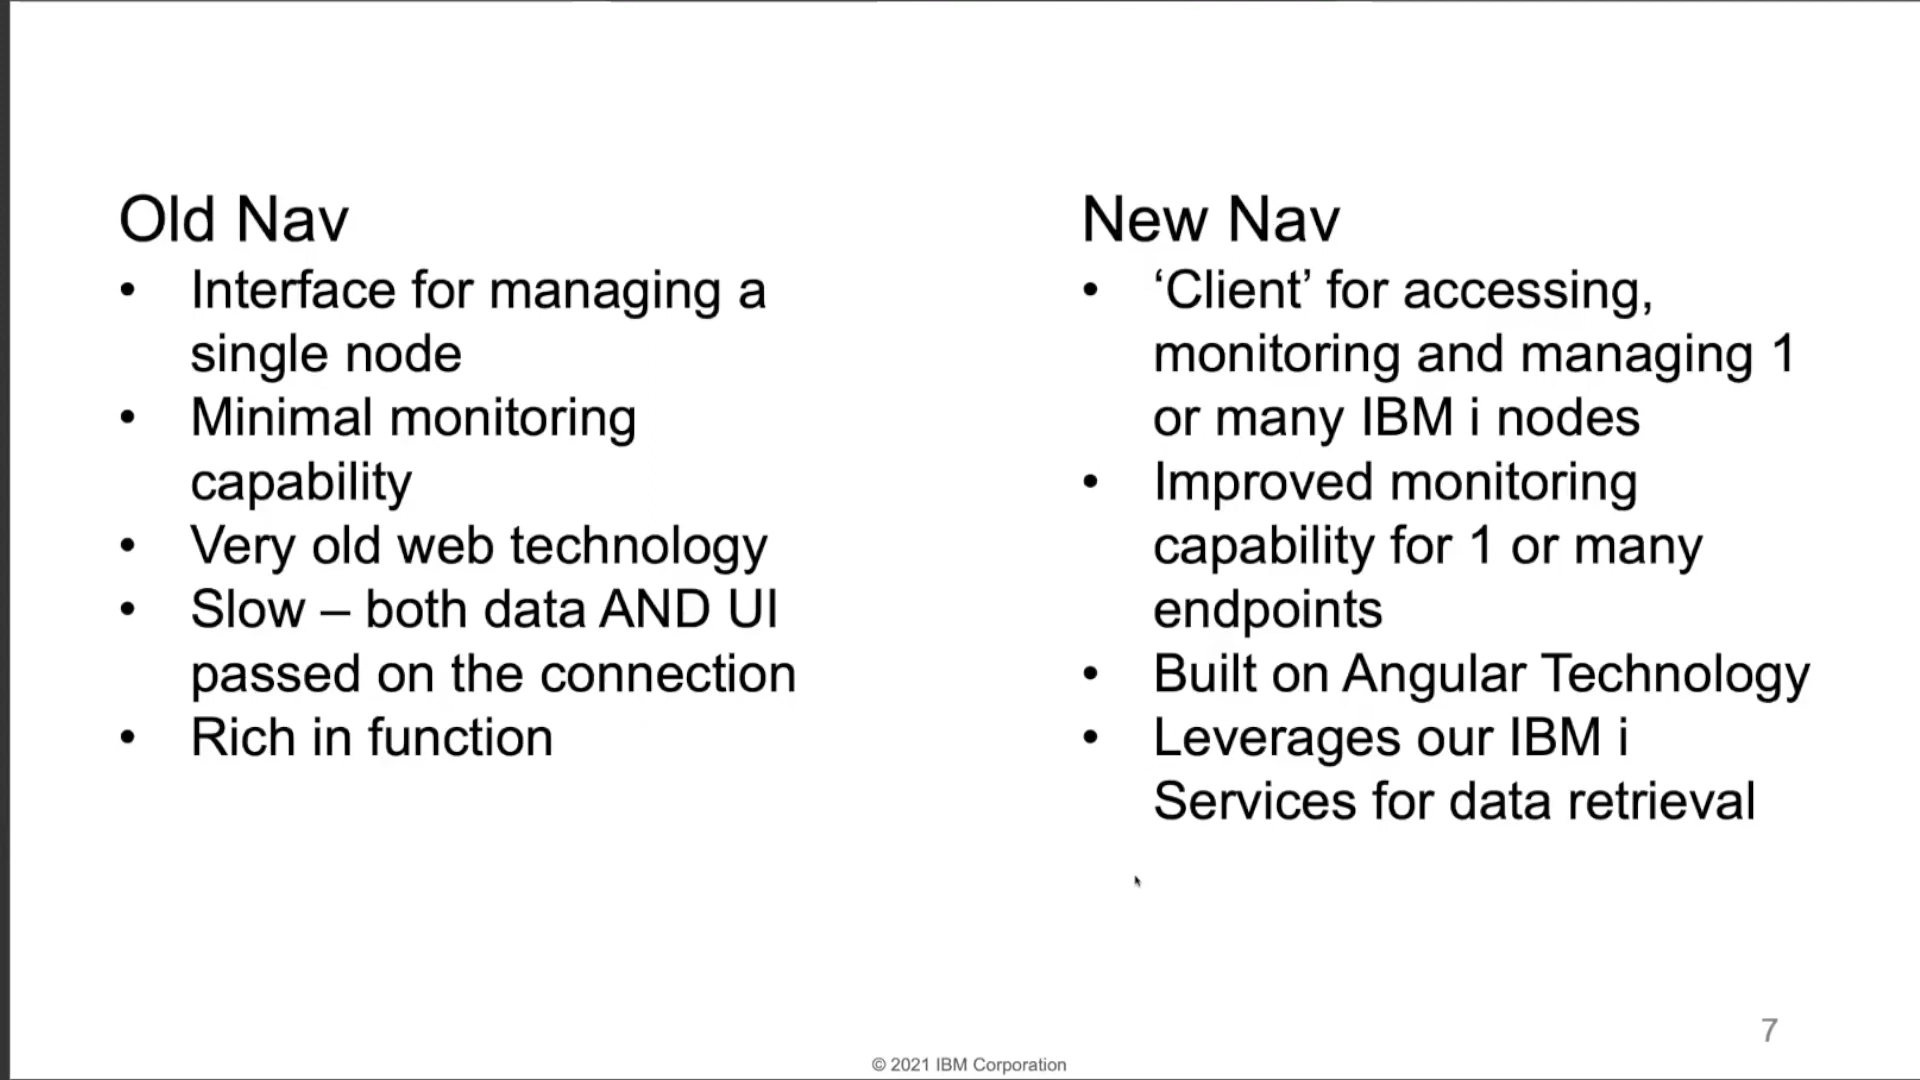 Old Nav
• Interface for managing a
single node
• Minimal monitoring
capability
• Very old web technology
• Slow – both data AND UI
passed on the connection
• Rich in function
New Nav
• ‘Client’ for accessing,
monitoring and managing 1
or many IBM i nodes
• Improved monitoring
capability for 1 or many
endpoints
• Built on Angular Technology
• Leverages our IBM i
Services for data retrieval
7
© 2021 IBM Corporation